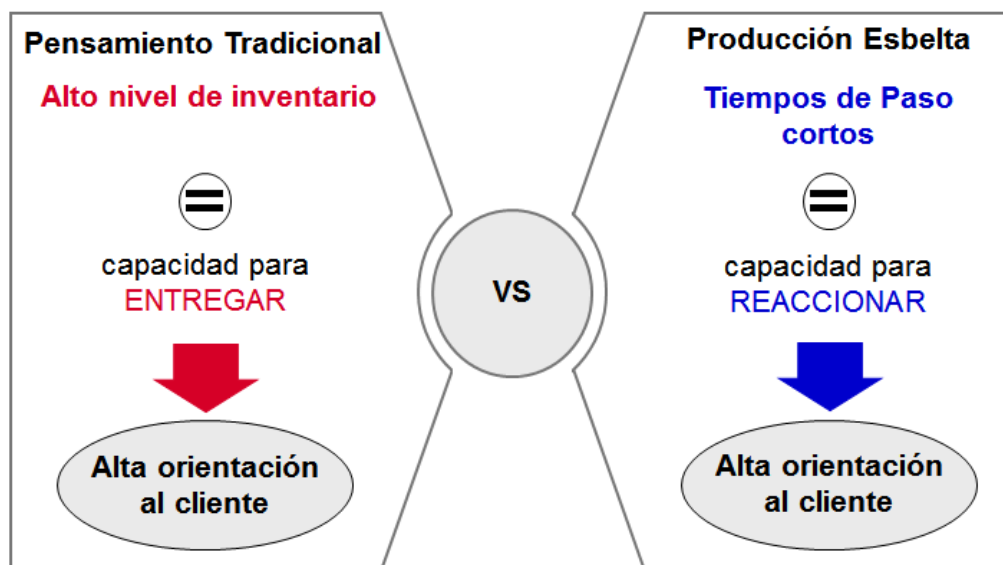 Pensamiento Tradicional
Alto nivel de inventario
capacidad para
ENTREGAR
Alta orientación
al cliente
VS
Producción Esbelta
Tiempos de Paso
cortos
capacidad para
REACCIONAR
Alta orientación
al cliente